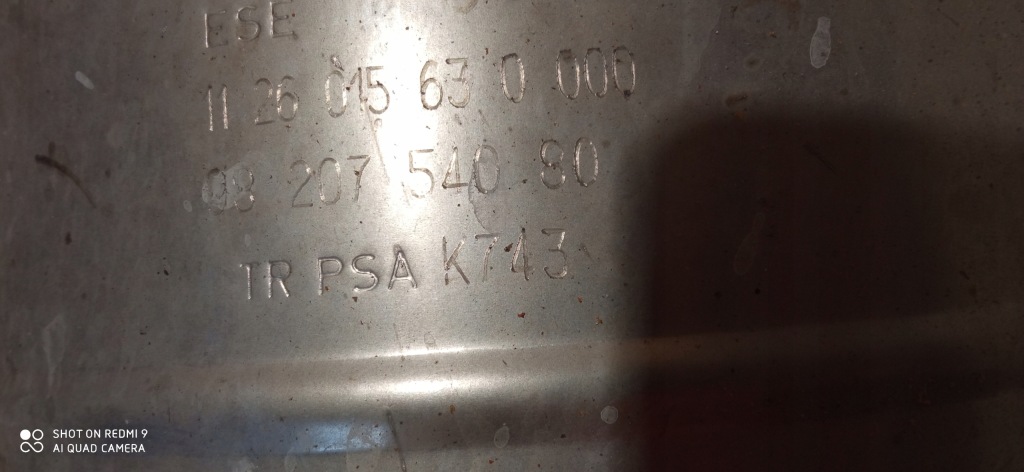 ESE
11 26 015 63 0 000
98 207 540 80
TR PSA K743
SHOT ON REDMI 9
AI QUAD CAMERA